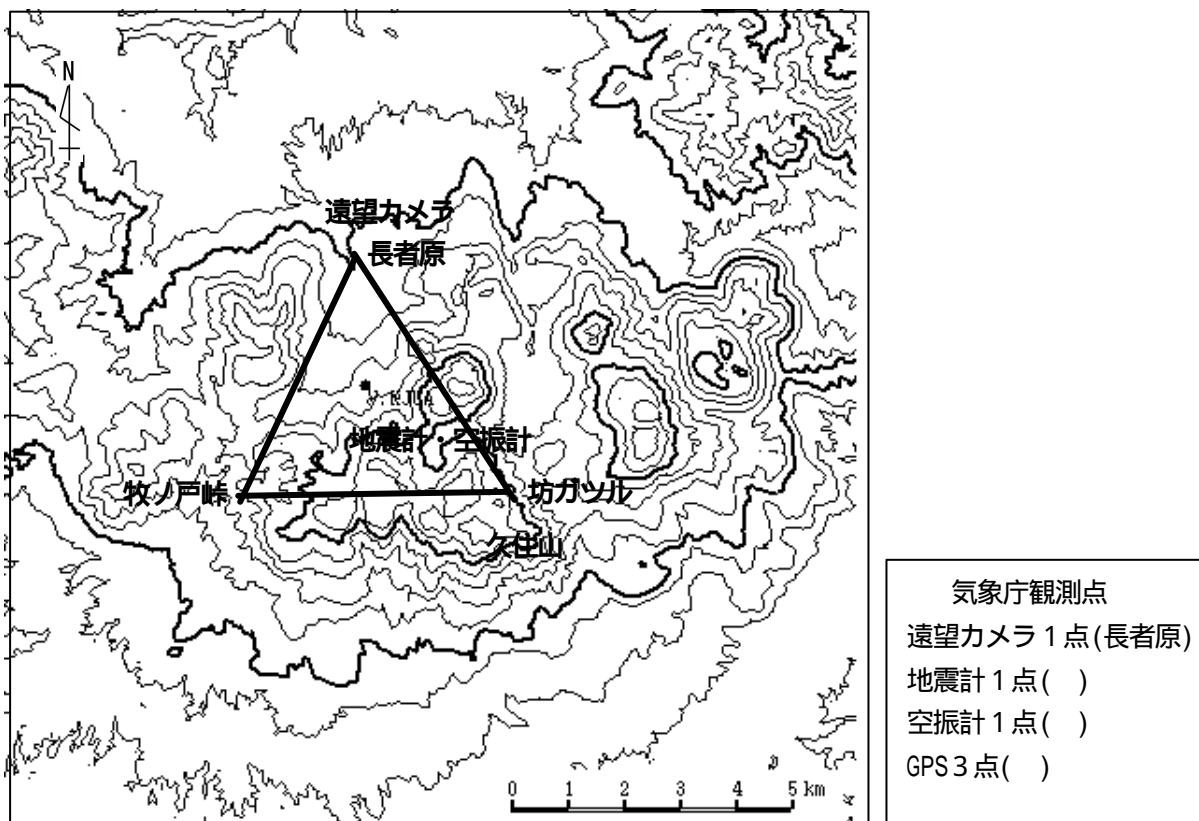 N
遠望カメラ
長者原
地震計・空振計
牧ノ戸峠
坊ガツル
久住山
0 1 2 3 4 5 km
気象庁観測点
遠望カメラ1点(長者原)
地震計1点( )
空振計1点( )
GPS3点( )